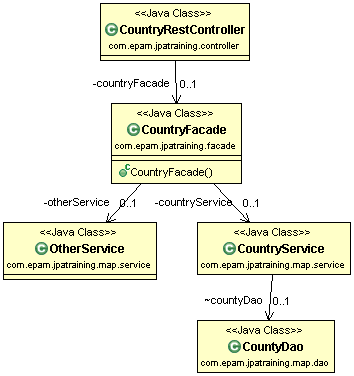 <<Java Class>>
CountryRestController
com.epam.jpatraining.controller
-countryFacade
0..1
<<Java Class>>
CountryFacade
com.epam.jpatraining.facade
CountryFacade()
-otherService
0..1
-countryService
0..1
<<Java Class>>
OtherService
com.epam.jpatraining.map.service
<<Java Class>>
CountryService
com.epam.jpatraining.map.service
~countyDao
0..1
<<Java Class>>
CountyDao
com.epam.jpatraining.map.dao